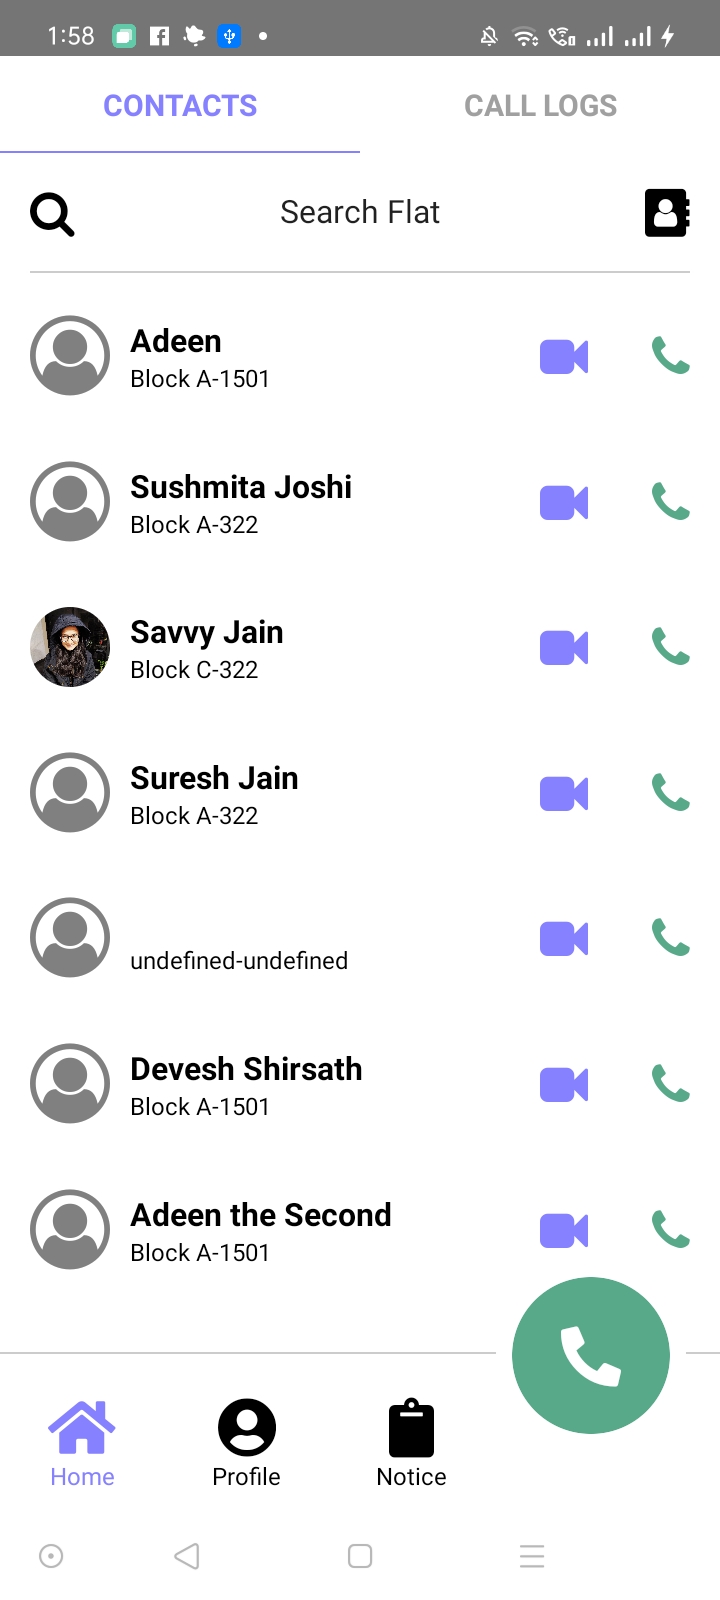 1:58
CONTACTS
CALL LOGS
Search Flat
Adeen
Block A-1501
Sushmita Joshi
Block A-322
Savvy Jain
Block C-322
Suresh Jain
Block A-322
undefined-undefined
Devesh Shirsath
Block A-1501
Adeen the Second
Block A-1501
Home
Profile
Notice